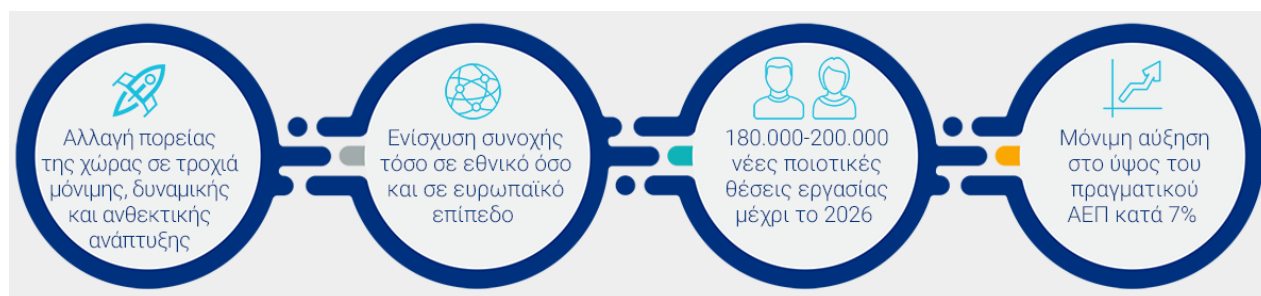 Αλλαγή πορείας
της χώρας σε τροχιά
μόνιμης, δυναμικής
και ανθεκτικής
ανάπτυξης
Ενίσχυση συνοχής
τόσο σε εθνικό όσο
και σε ευρωπαϊκό
επίπεδο
180.000-200.000
νέες ποιοτικές
θέσεις εργασίας
μέχρι το 2026
Μόνιμη αύξηση
στο ύψος του
πραγματικού
ΑΕΠ κατά 7%